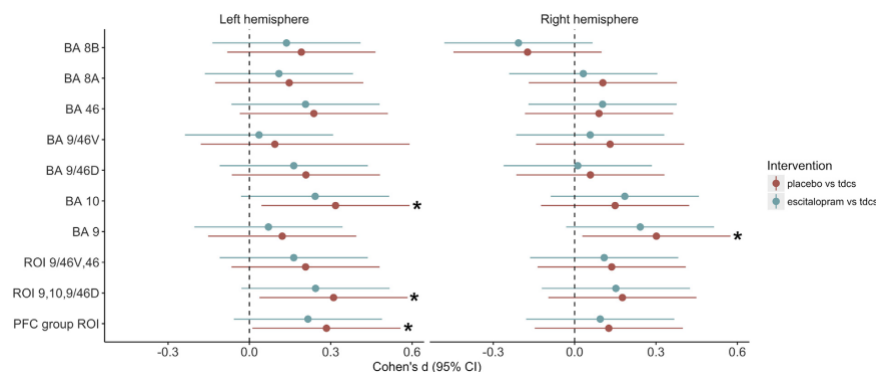 Left hemisphere
Right hemisphere
BA 8B
BA 8A
BA 46
BA 9/46V
BA 9/46D
BA 10
*
BA 9
*
ROI 9/46V,46
ROI 9,10,9/46D
*
PFC group ROI
*
-0.3 0.0 0.3 0.6
-0.3 0.0 0.3 0.6
Cohen's d (95% CI)
Intervention
placebo vs tdcs
escitalopram vs tdcs